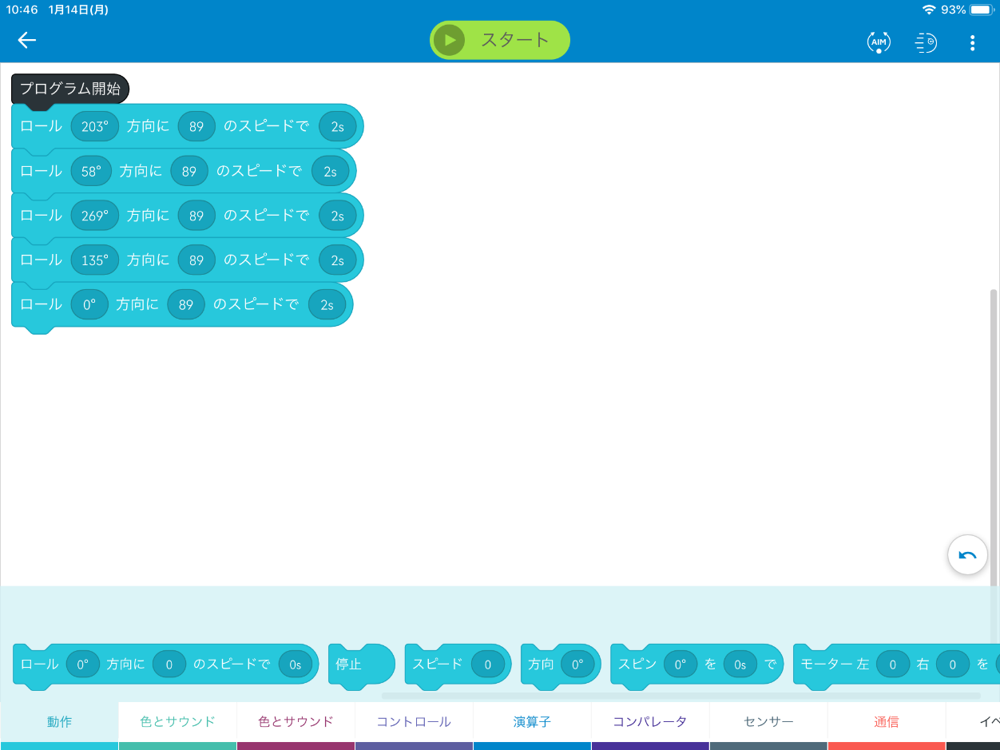 10:46 1月14日(月) 93%
スタート
AIM
プログラム開始
ロール 203° 方向に 89 のスピードで 2s
ロール 58° 方向に 89 のスピードで 2s
ロール 269° 方向に 89 のスピードで 2s
ロール 135° 方向に 89 のスピードで 2s
ロール 0° 方向に 89 のスピードで 2s
ロール 0° 方向に 0 のスピードで 0s 停止 スピード 0 方向 0° スピン 0° を 0s で モーター 左 0 右 0 を
動作 色とサウンド 色とサウンド コントロール 演算子 コンパレータ センサー 通信 イベ